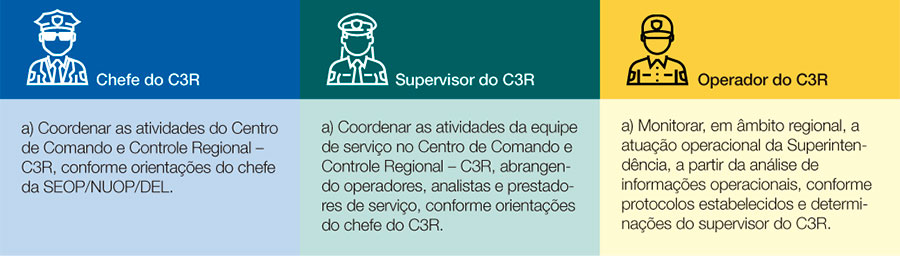 Chefe do C3R
a) Coordenar as atividades do Centro
de Comando e Controle Regional –
C3R, conforme orientações do chefe
da SEOP/NUOP/DEL.
Supervisor do C3R
a) Coordenar as atividades da equipe
de serviço no Centro de Comando e
Controle Regional – C3R, abrangen-
do operadores, analistas e prestado-
res de serviço, conforme orientações
do chefe do C3R.
Operador do C3R
a) Monitorar, em âmbito regional, a
atuação operacional da Superinten-
dência, a partir da análise de
informações operacionais, conforme
protocolos estabelecidos e determi-
nações do supervisor do C3R.